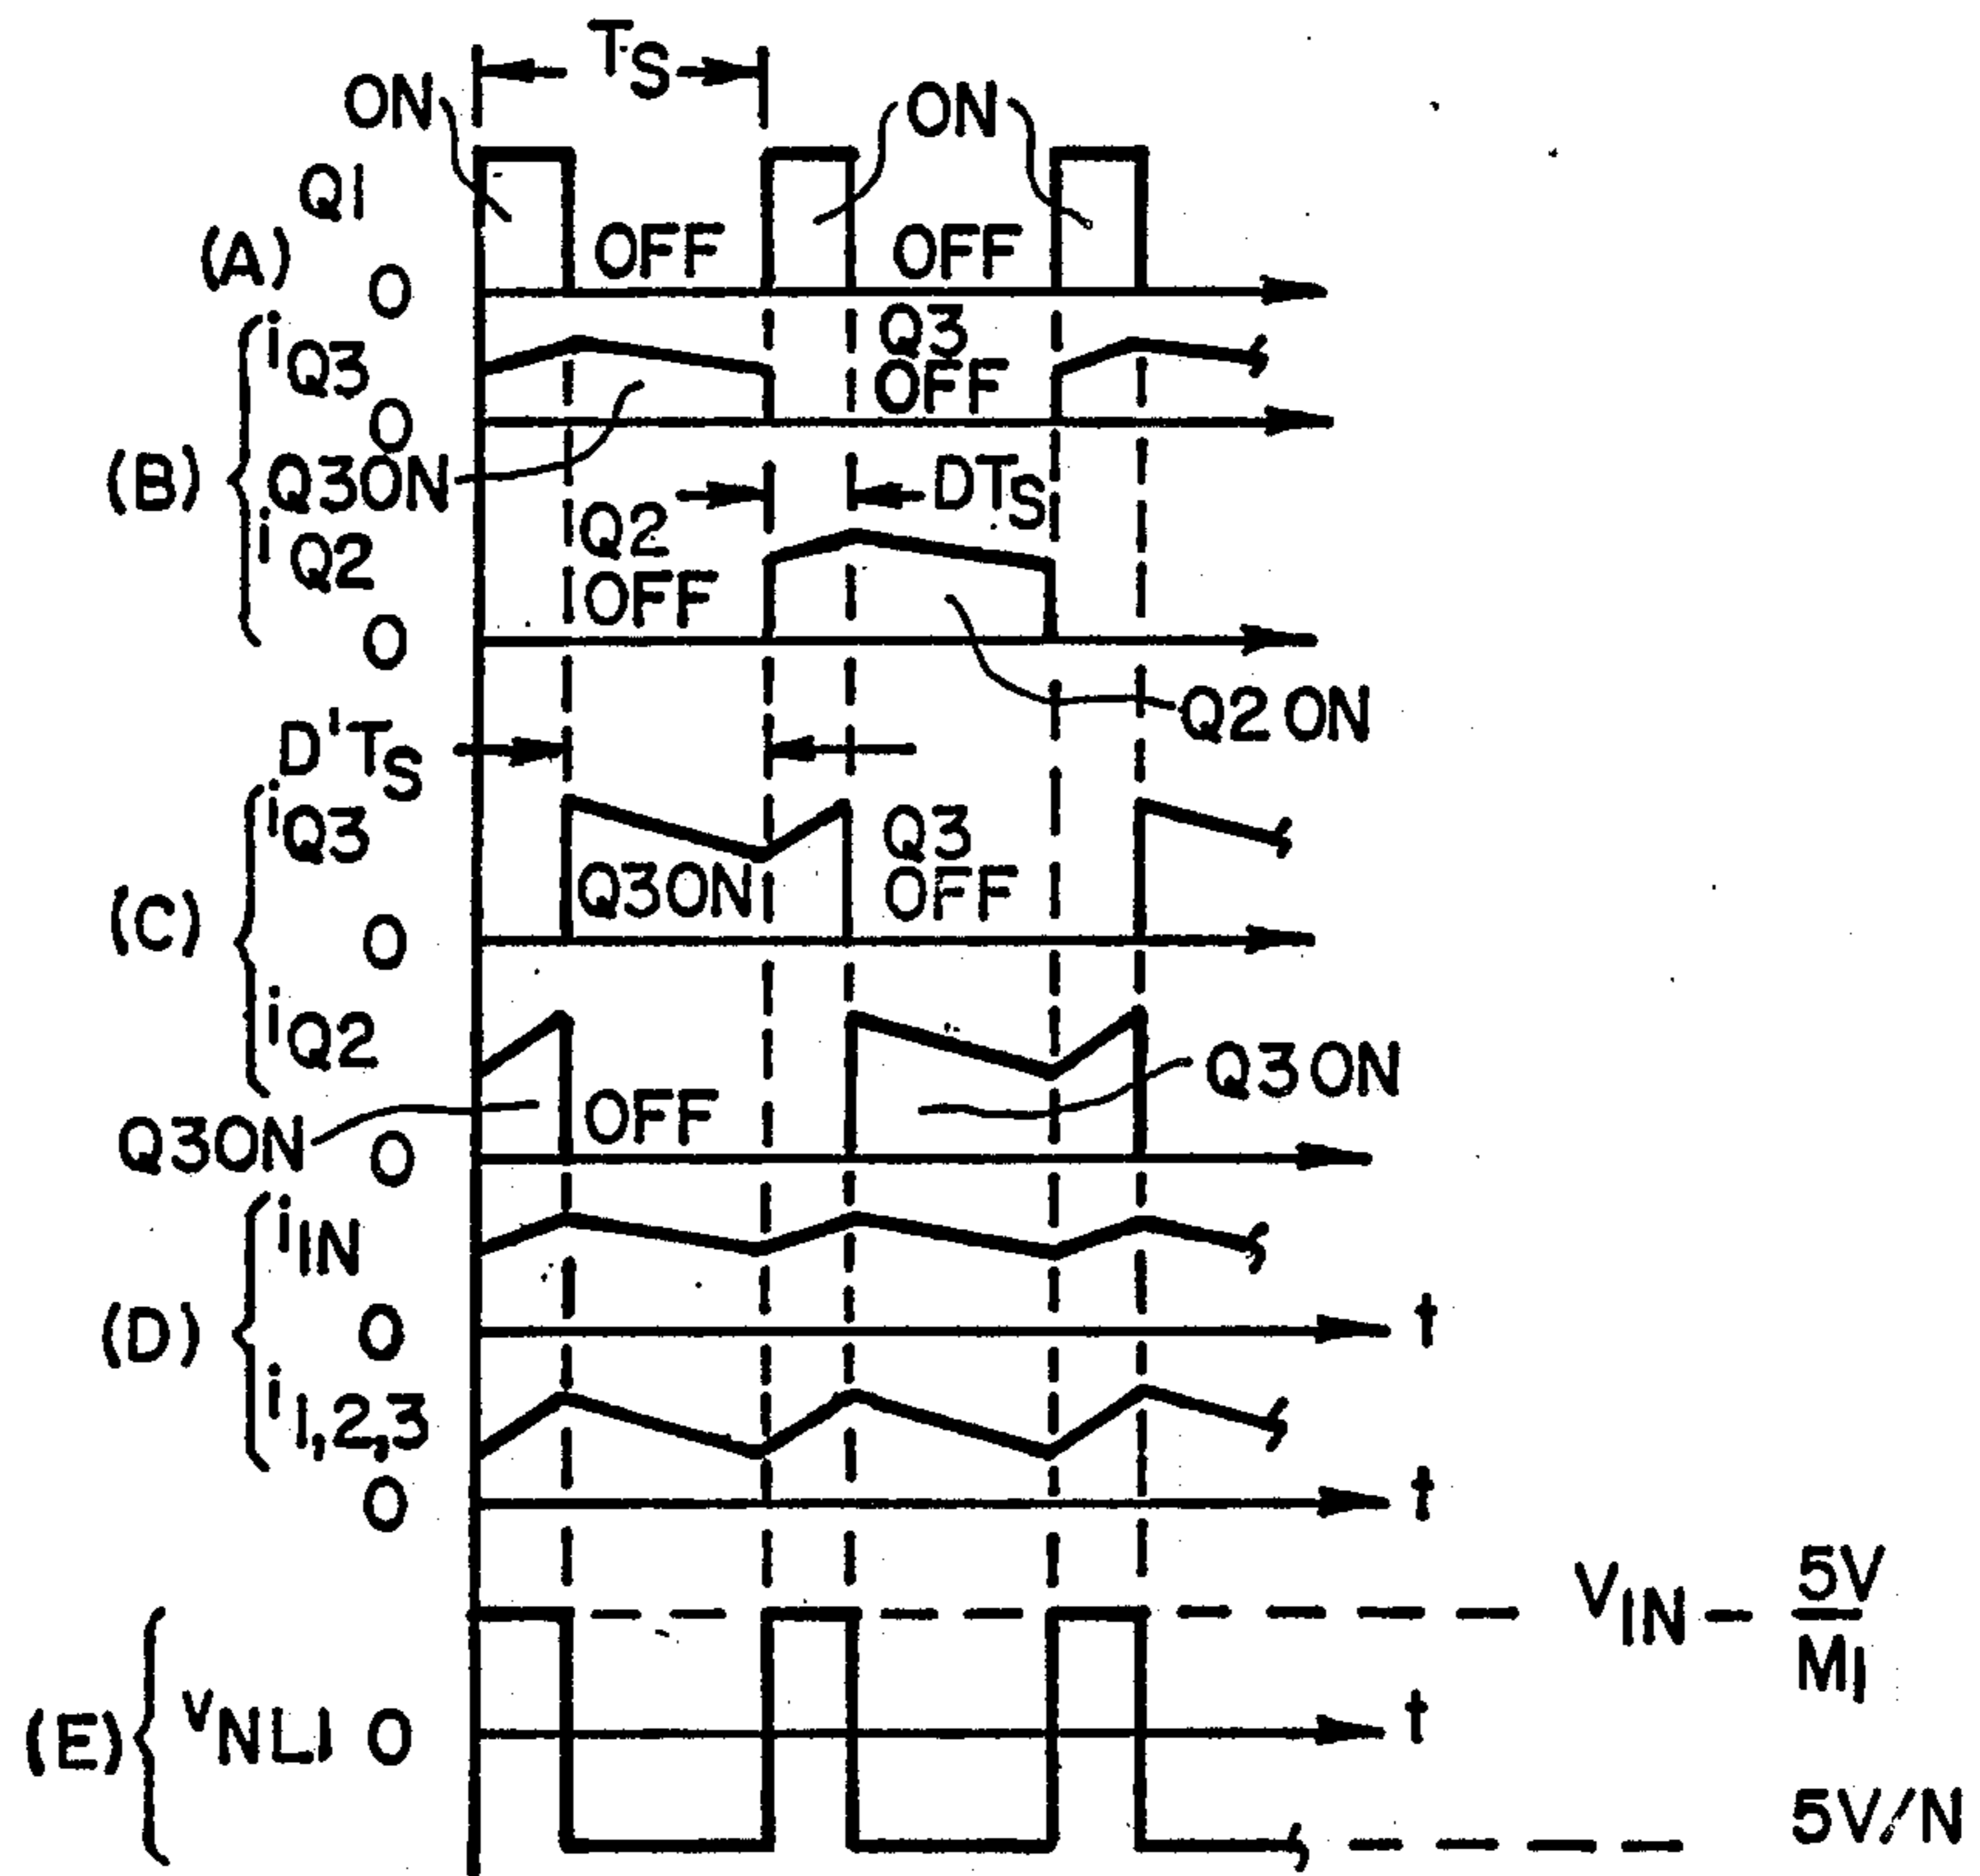 TS
ON
ON
Q1
(A)
OFF
OFF
0
iQ3
Q3
OFF
0
(B)
Q3ON
DTS
Q2
OFF
iQ2
0
Q2 ON
D'TS
iQ3
Q3
OFF
Q3ON
(C)
0
iQ2
Q3 ON
OFF
Q3ON
0
iIN
(D)
0
t
i1,2,3
0
t
VIN - 5V/M1
(E)
vNL1
0
t
5V/N